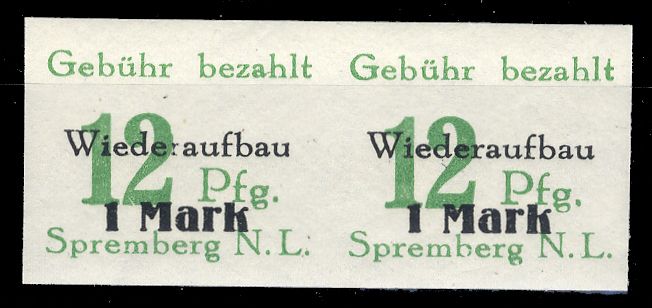 Gebühr bezahlt Gebühr bezahlt
12 12
Wiederaufbau Wiederaufbau
Pfg. Pfg.
1 Mark 1 Mark
Spremberg N.L. Spremberg N.L.